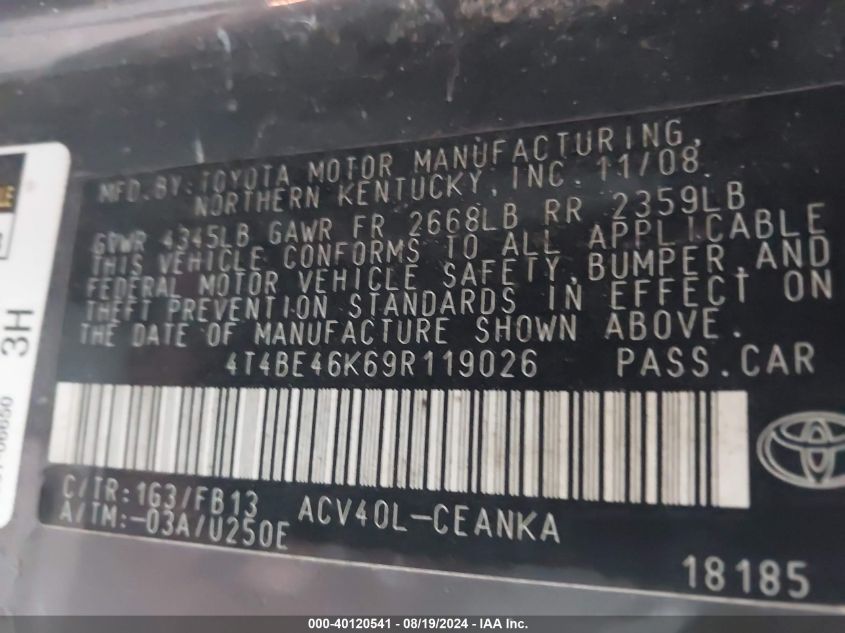 MFD.BY:TOYOTA MOTOR MANUFACTURING,
NORTHERN KENTUCKY, INC. 11/08
GVWR 4345LB GAWR FR 2668LB RR 2359LB
THIS VEHICLE CONFORMS TO ALL APPLICABLE
FEDERAL MOTOR VEHICLE SAFETY, BUMPER, AND
THEFT PREVENTION STANDARDS IN EFFECT ON
THE DATE OF MANUFACTURE SHOWN ABOVE.
4T4BE46K69R119026 PASS.CAR
C/TR:1G3/FB13 ACV40L-CEANKA
A/TM:-03A/U250E
18185
3H
000-40120541 - 08/19/2024 - IAA Inc.